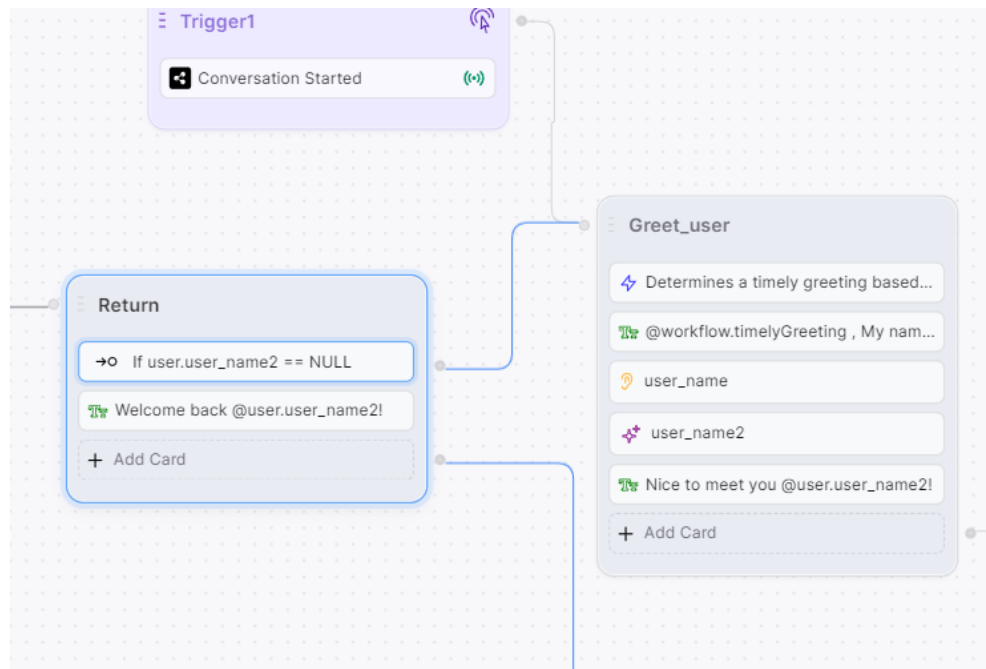 Trigger1
Conversation Started
Return
If user.user_name2 == NULL
Welcome back @user.user_name2!
Add Card
Greet_user
Determines a timely greeting based...
@workflow.timelyGreeting , My nam...
user_name
user_name2
Nice to meet you @user.user_name2!
Add Card